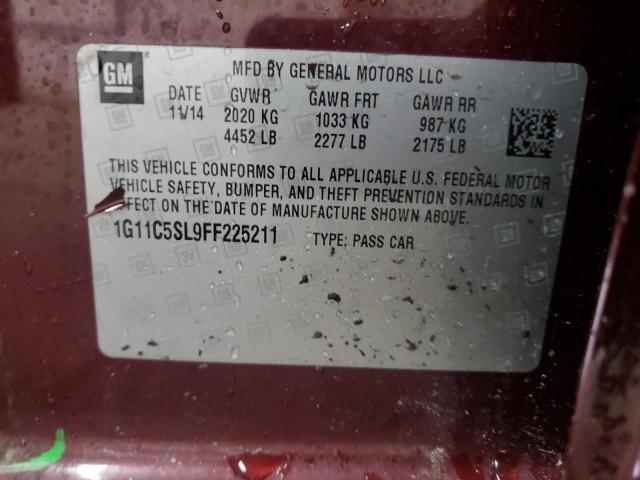 GM
MFD BY GENERAL MOTORS LLC
DATE GVWR GAWR FRT GAWR RR
11/14 2020 KG 1033 KG 987 KG
4452 LB 2277 LB 2175 LB
THIS VEHICLE CONFORMS TO ALL APPLICABLE U.S. FEDERAL MOTOR
VEHICLE SAFETY, BUMPER, AND THEFT PREVENTION STANDARDS IN
EFFECT ON THE DATE OF MANUFACTURE SHOWN ABOVE.
1G11C5SL9FF225211 TYPE: PASS CAR